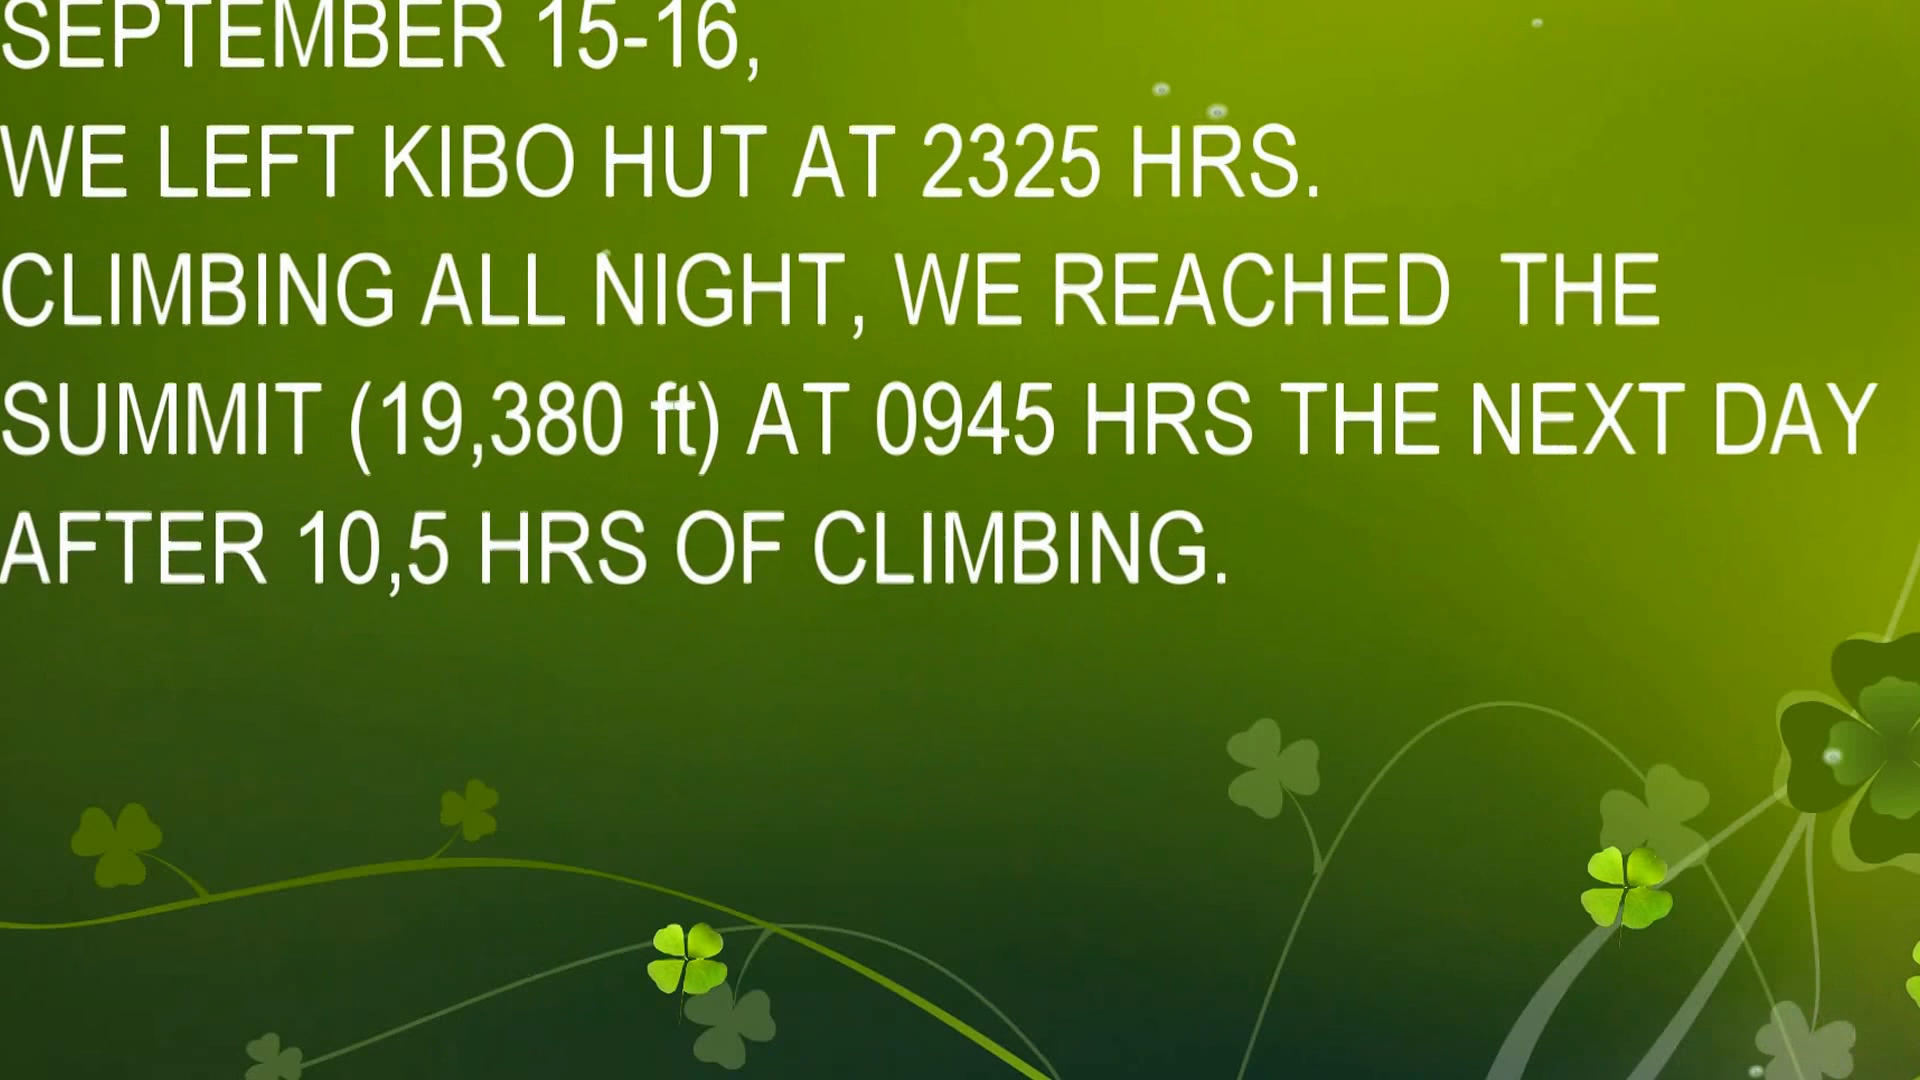 SEPTEMBER 15-16,
WE LEFT KIBO HUT AT 2325 HRS.
CLIMBING ALL NIGHT, WE REACHED  THE
SUMMIT (19,380 ft) AT 0945 HRS THE NEXT DAY
AFTER 10,5 HRS OF CLIMBING.